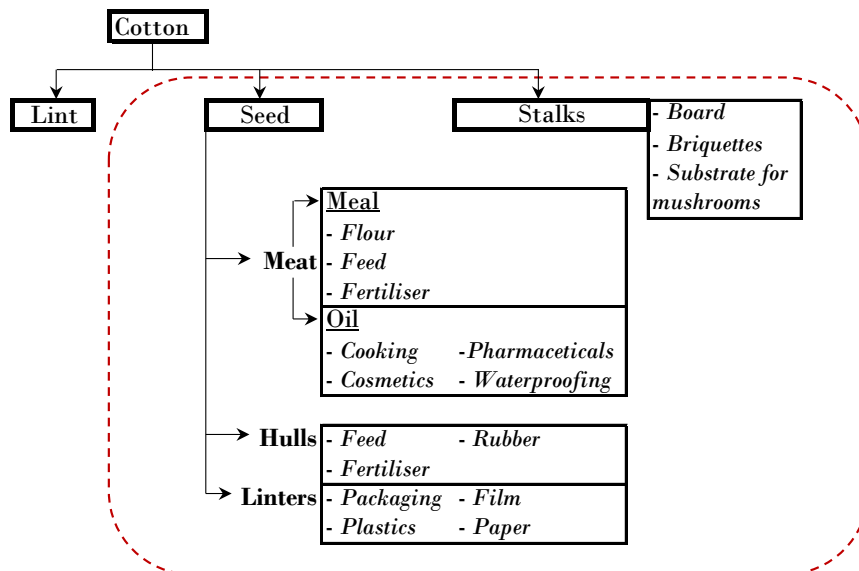 Cotton
Lint
Seed
Stalks
- Board
- Briquettes
- Substrate for
mushrooms
Meat
Meal
- Flour
- Feed
- Fertiliser
Oil
- Cooking -Pharmaceticals
- Cosmetics - Waterproofing
Hulls
- Feed - Rubber
- Fertiliser
Linters
- Packaging - Film
- Plastics - Paper